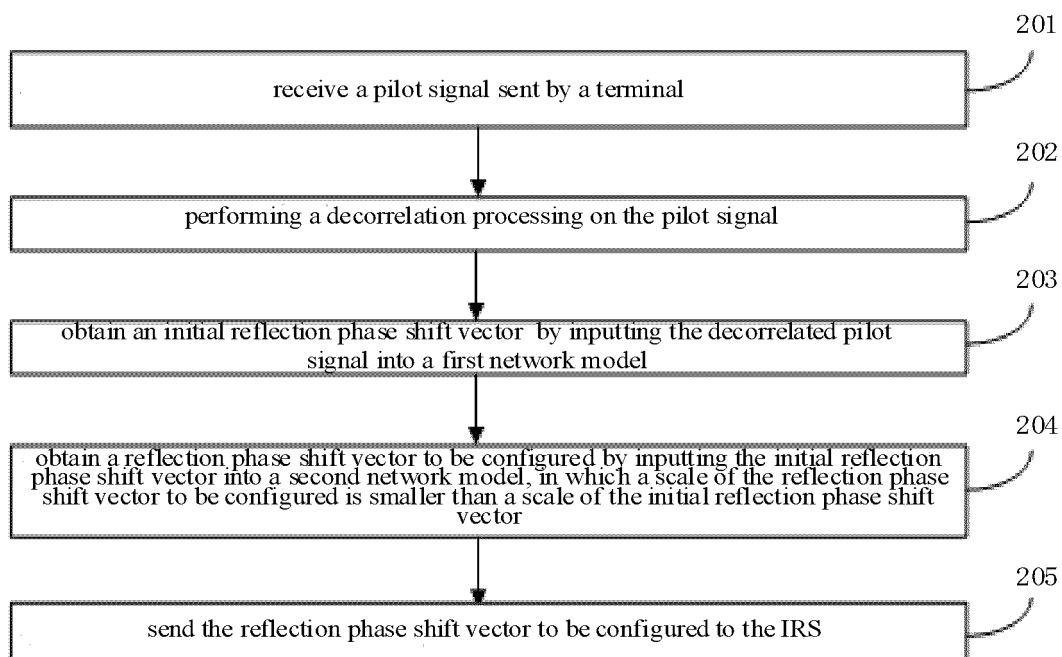 201
receive a pilot signal sent by a terminal
202
performing a decorrelation processing on the pilot signal
203
obtain an initial reflection phase shift vector by inputting the decorrelated pilot
signal into a first network model
204
obtain a reflection phase shift vector to be configured by inputting the initial reflection
phase shift vector into a second network model, in which a scale of the reflection phase
shift vector to be configured is smaller than a scale of the initial reflection phase shift
vector
205
send the reflection phase shift vector to be configured to the IRS